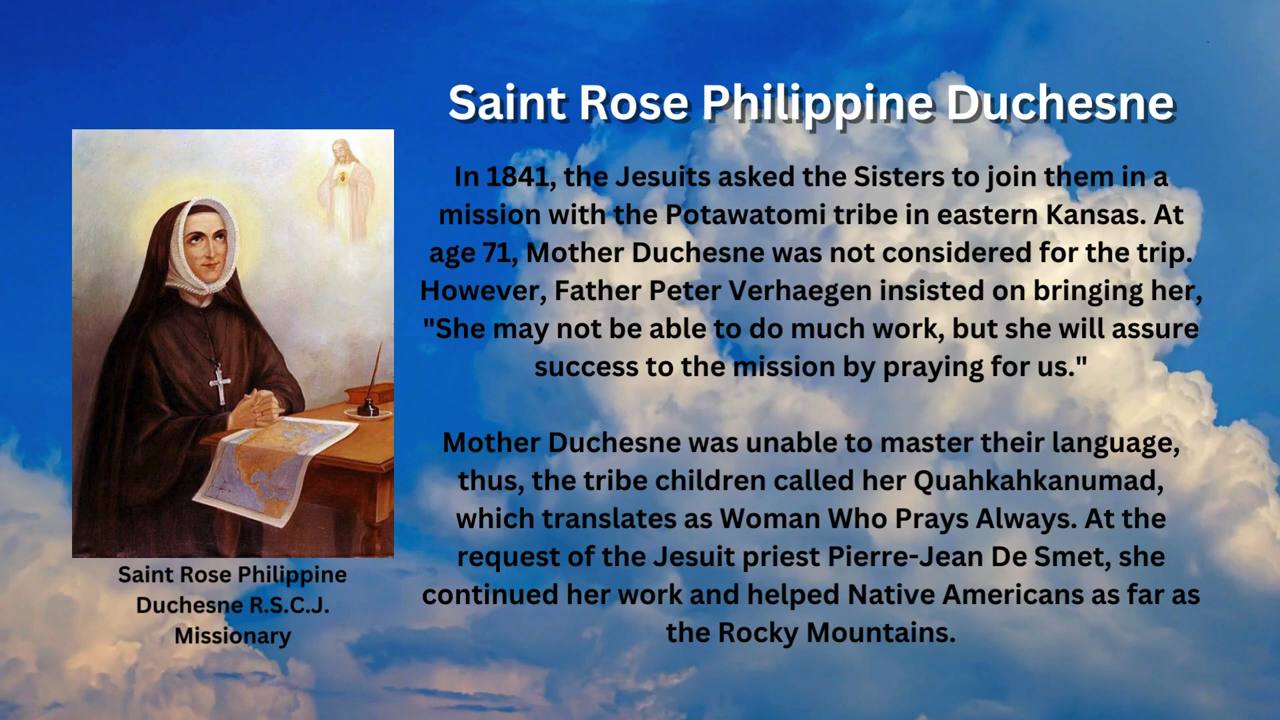 Saint Rose Philippine Duchesne
In 1841, the Jesuits asked the Sisters to join them in a
mission with the Potawatomi tribe in eastern Kansas. At
age 71, Mother Duchesne was not considered for the trip.
However, Father Peter Verhaegen insisted on bringing her,
"She may not be able to do much work, but she will assure
success to the mission by praying for us."
Mother Duchesne was unable to master their language,
thus, the tribe children called her Quahkahkanumad,
which translates as Woman Who Prays Always. At the
request of the Jesuit priest Pierre-Jean De Smet, she
continued her work and helped Native Americans as far as
the Rocky Mountains.
Saint Rose Philippine
Duchesne R.S.C.J.
Missionary